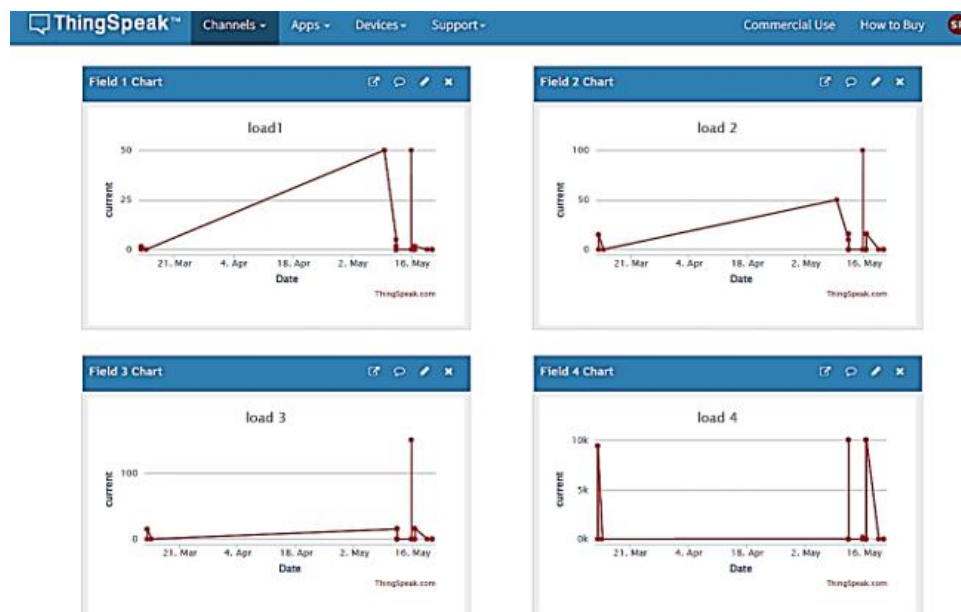 ThingSpeak™ Channels Apps Devices Support Commercial Use How to Buy
Field 1 Chart
load1
50
25
0
current
21. Mar 4. Apr 18. Apr 2. May 16. May
Date
ThingSpeak.com
Field 2 Chart
load 2
100
50
0
current
21. Mar 4. Apr 18. Apr 2. May 16. May
Date
ThingSpeak.com
Field 3 Chart
load 3
100
0
current
21. Mar 4. Apr 18. Apr 2. May 16. May
Date
ThingSpeak.com
Field 4 Chart
load 4
10k
5k
0k
current
21. Mar 4. Apr 18. Apr 2. May 16. May
Date
ThingSpeak.com